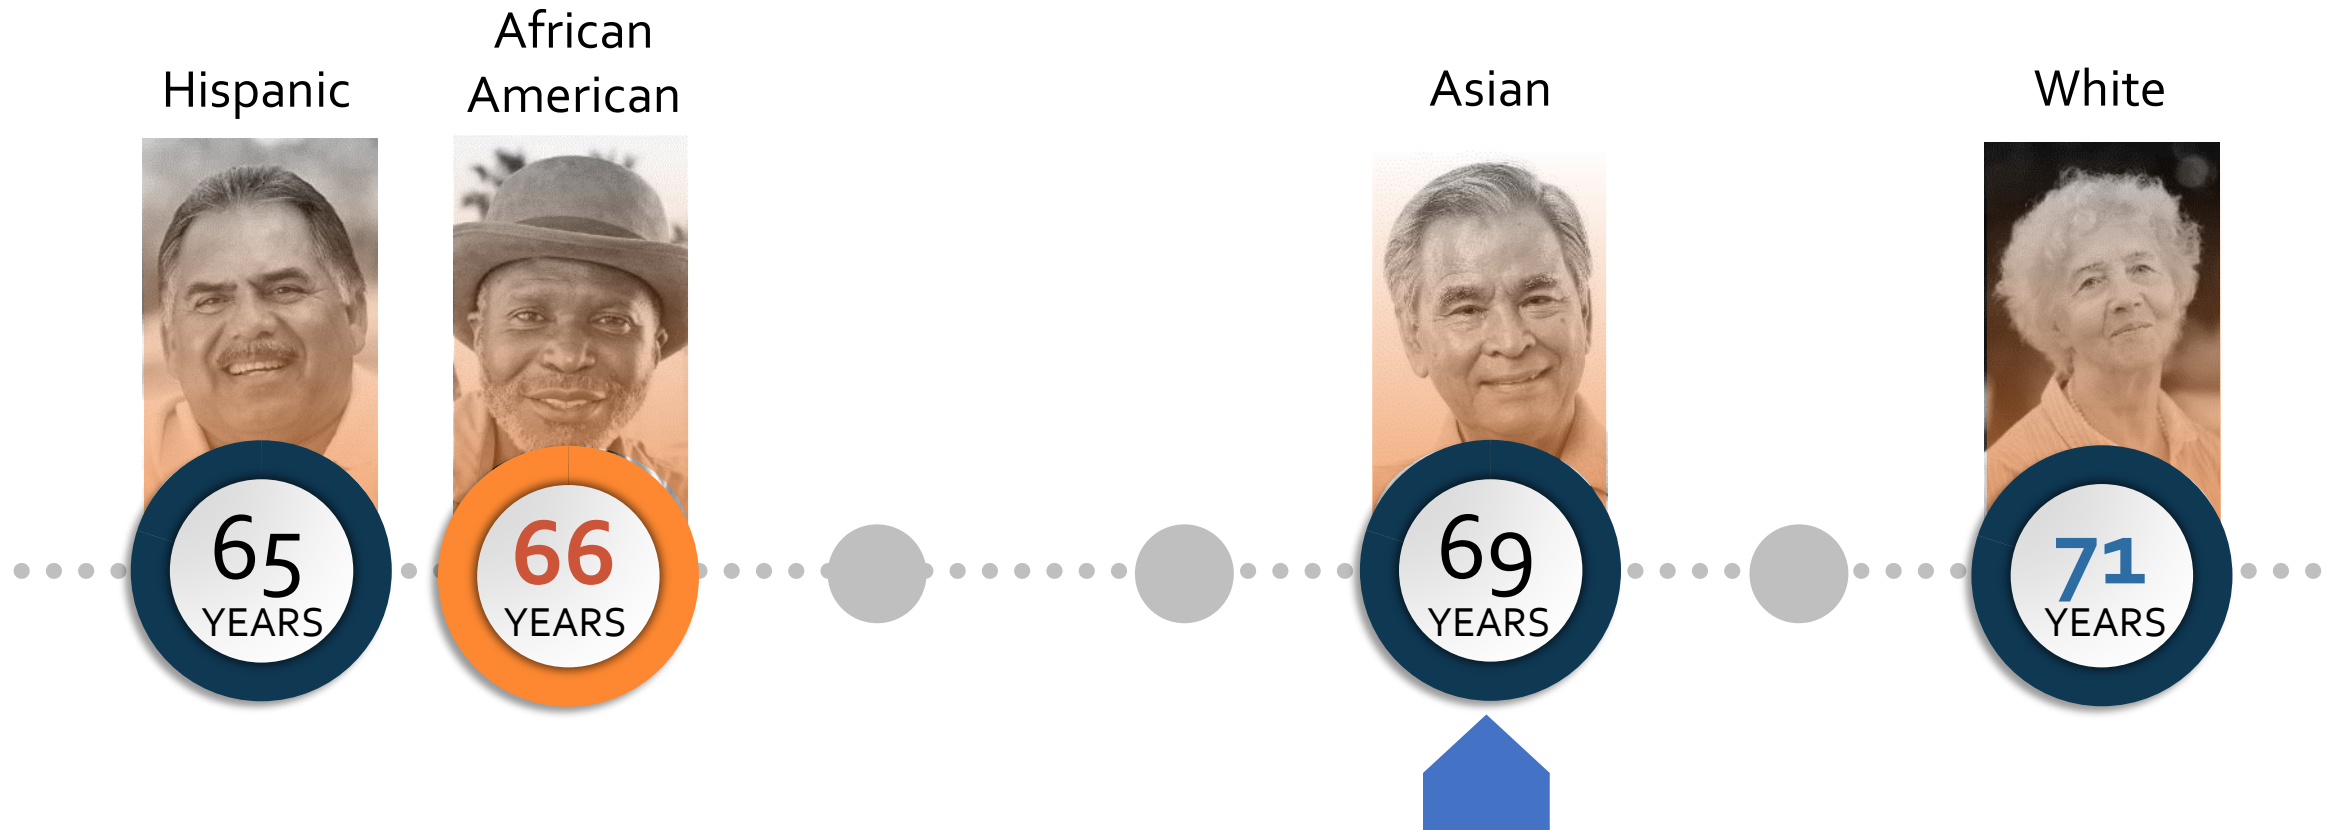 Hispanic
African
American
Asian
White
65
YEARS
66
YEARS
69
YEARS
71
YEARS